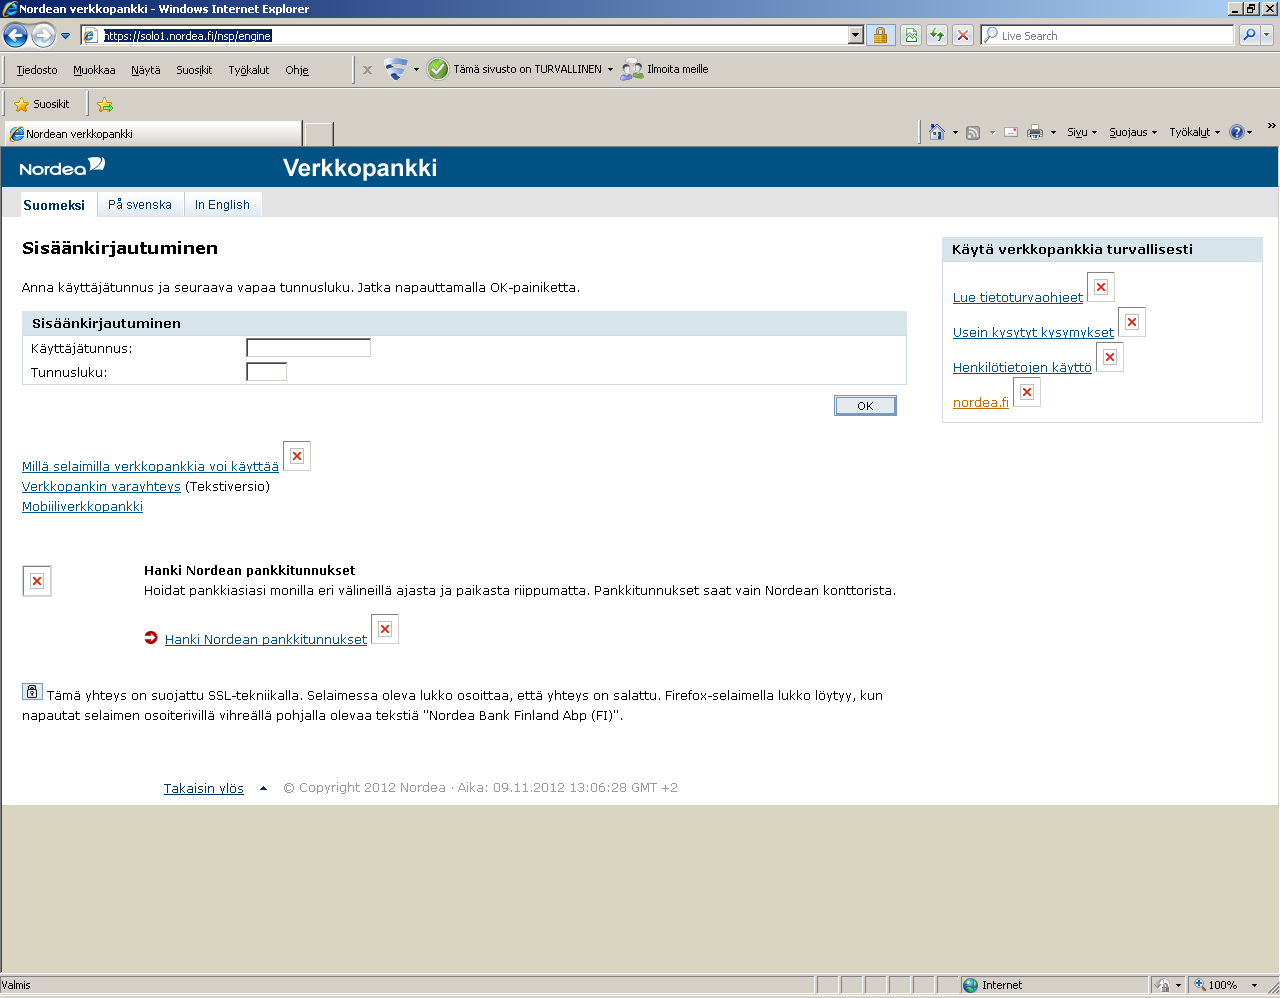 Nordean verkkopankki - Windows Internet Explorer
https://solo1.nordea.fi/nsp/engine
Live Search
Tiedosto Muokkaa Näytä Suosikit Työkalut Ohje
Tämä sivusto on TURVALLINEN
Ilmoita meille
Suosikit
Nordean verkkopankki
Sivu Suojaus Työkalut
Nordea
Verkkopankki
Suomeksi På svenska In English
Sisäänkirjautuminen
Anna käyttäjätunnus ja seuraava vapaa tunnusluku. Jatka napauttamalla OK-painiketta.
Sisäänkirjautuminen
Käyttäjätunnus:
Tunnusluku:
OK
Käytä verkkopankkia turvallisesti
Lue tietoturvaohjeet
Usein kysytyt kysymykset
Henkilötietojen käyttö
nordea.fi
Millä selaimilla verkkopankkia voi käyttää
Verkkopankin varayhteys (Tekstiversio)
Mobiiliverkkopankki
Hanki Nordean pankkitunnukset
Hoidat pankkiasiasi monilla eri välineillä ajasta ja paikasta riippumatta. Pankkitunnukset saat vain Nordean konttorista.
Hanki Nordean pankkitunnukset
Tämä yhteys on suojattu SSL-tekniikalla. Selaimessa oleva lukko osoittaa, että yhteys on salattu. Firefox-selaimella lukko löytyy, kun
napautat selaimen osoiterivillä vihreällä pohjalla olevaa tekstiä "Nordea Bank Finland Abp (FI)".
Takaisin ylös
© Copyright 2012 Nordea · Aika: 09.11.2012 13:06:28 GMT +2
Valmis
Internet
100%